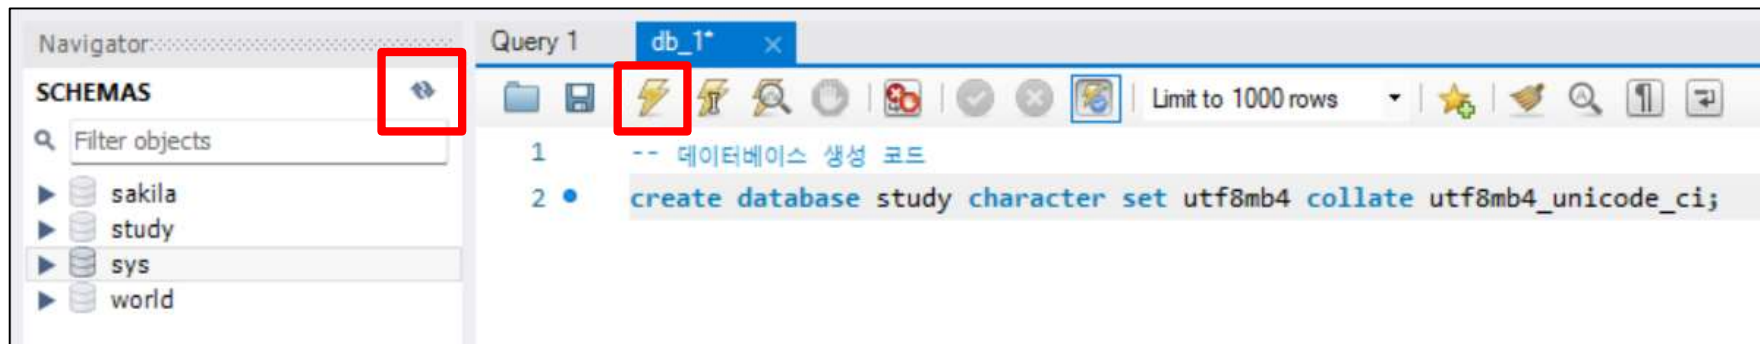 Navigator
SCHEMAS
Filter objects
sakila
study
sys
world
Query 1
db_1*
Limit to 1000 rows
1 -- 데이터베이스 생성 코드
2 create database study character set utf8mb4 collate utf8mb4_unicode_ci;